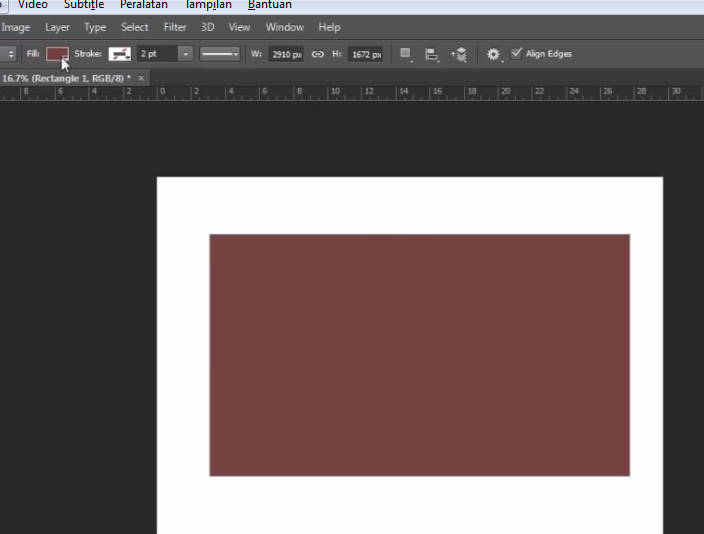 Video Subtitle Peralatan Tampilan Bantuan
Image Layer Type Select Filter 3D View Window Help
Fill: Stroke: 2 pt W: 2910 px H: 1672 px Align Edges
16.7% (Rectangle 1, RGB/8) * ×
8 6 4 2 0 2 4 6 8 10 12 14 16 18 20 22 24 26 28 30